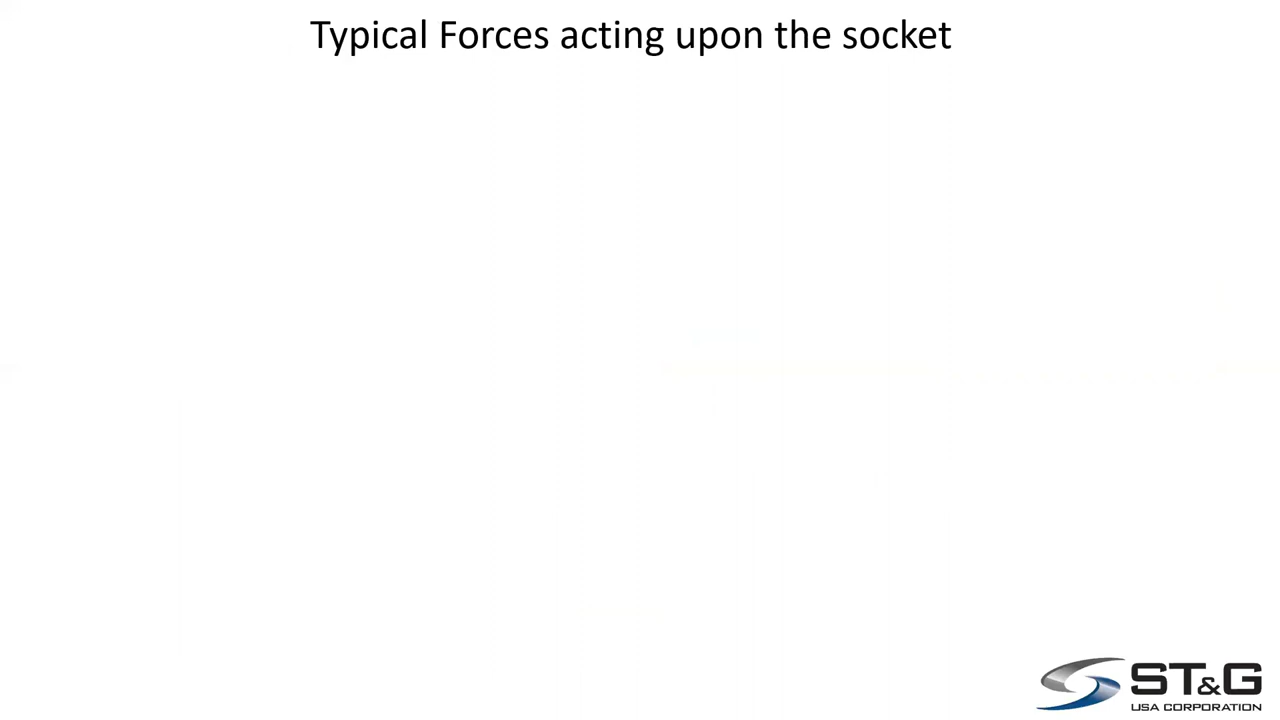 Typical Forces acting upon the socket
ST&G
USA CORPORATION